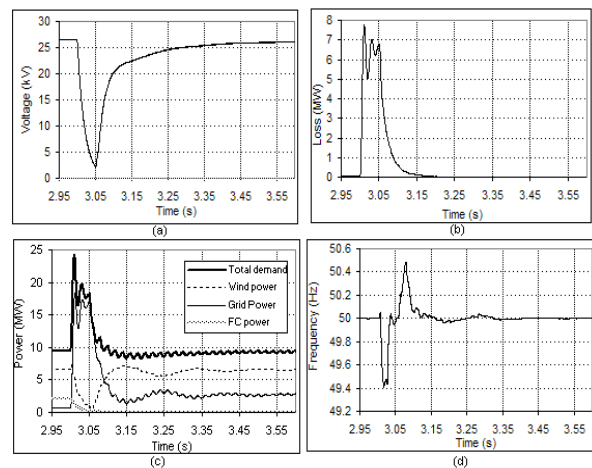 30
25
20
15
10
5
0
Voltage (kV)
2.95 3.05 3.15 3.25 3.35 3.45 3.55
Time (s)
(a)
8
7
6
5
4
3
2
1
0
Loss (MW)
2.95 3.05 3.15 3.25 3.35 3.45 3.55
Time (s)
(b)
25
20
15
10
5
0
Power (MW)
Total demand
Wind power
Grid Power
FC power
2.95 3.05 3.15 3.25 3.35 3.45 3.55
Time (s)
(c)
50.6
50.4
50.2
50.0
49.8
49.6
49.4
49.2
Frequency (Hz)
2.95 3.05 3.15 3.25 3.35 3.45 3.55
Time (s)
(d)